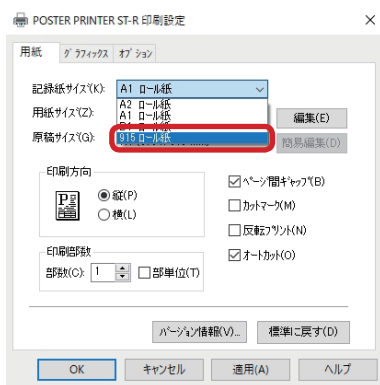 POSTER PRINTER ST-R 印刷設定
用紙 グラフィックス オプション
記録紙サイズ(K): A1 ロール紙
A2 ロール紙
用紙サイズ(Z): A1 ロール紙
編集(E)
原稿サイズ(G): 915 ロール紙
簡易編集(D)
印刷方向
縦(P)
横(L)
ページ間ギャップ(B)
カットマーク(M)
反転プリント(N)
オートカット(O)
印刷部数
部数(C): 1 部単位(T)
バージョン情報(V)... 標準に戻す(D)
OK キャンセル 適用(A) ヘルプ